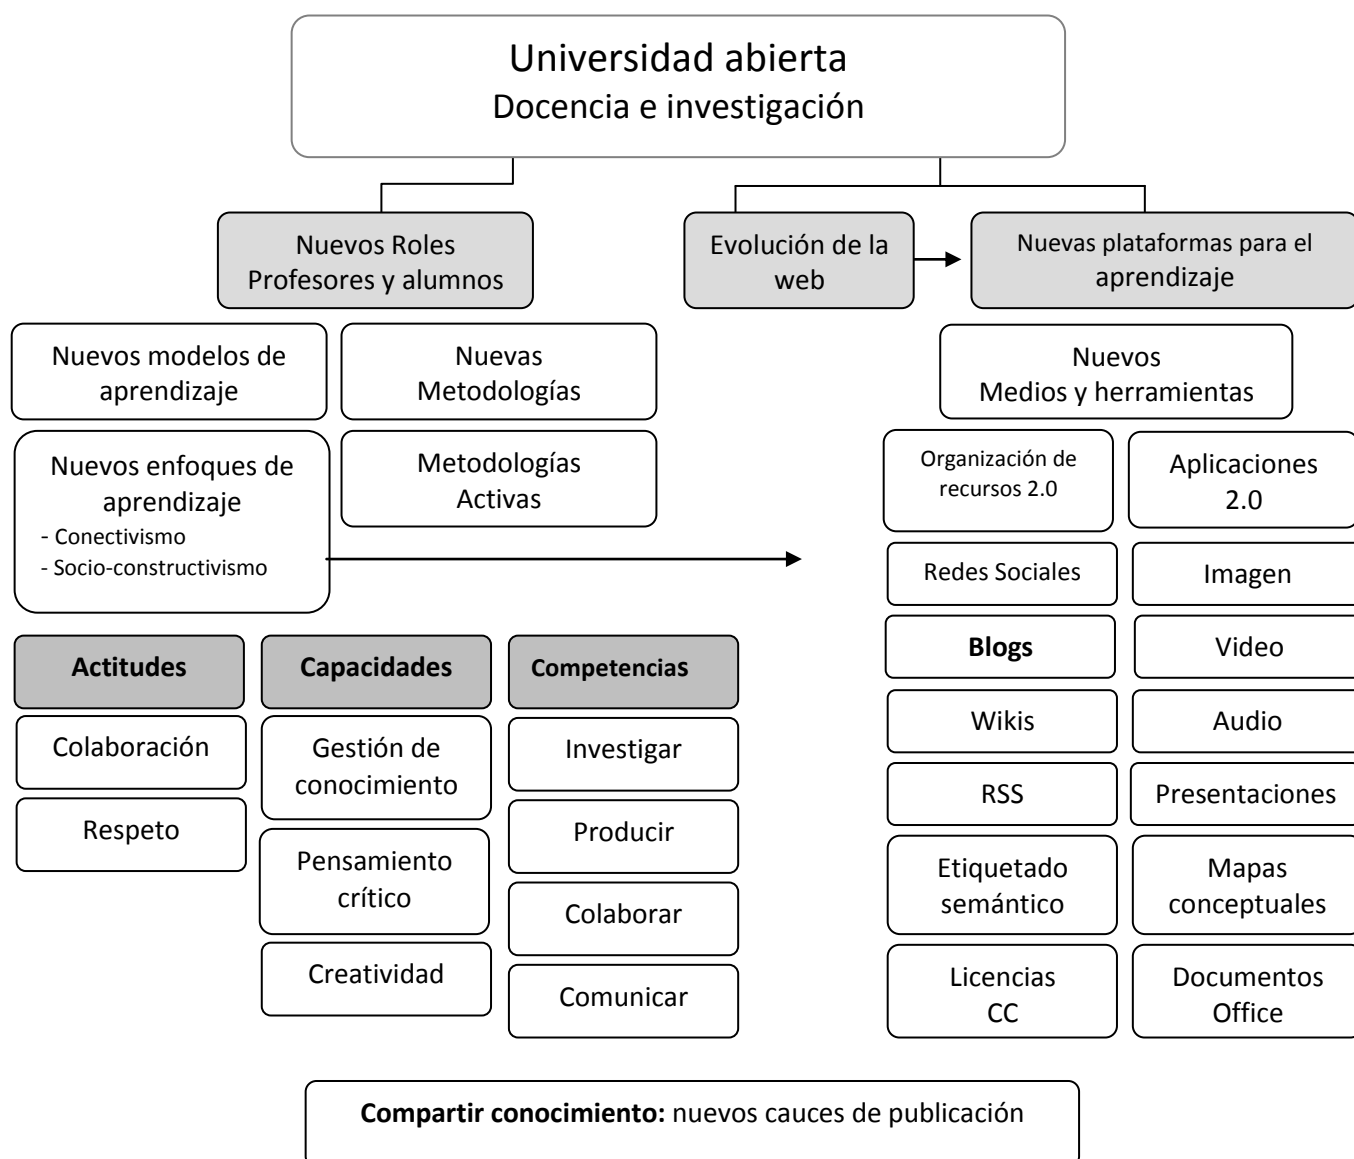 Universidad abierta
Docencia e investigación
Nuevos Roles
Profesores y alumnos
Evolución de la
web
Nuevas plataformas para el
aprendizaje
Nuevos modelos de
aprendizaje
Nuevas
Metodologías
Nuevos
Medios y herramientas
Nuevos enfoques de
aprendizaje
- Conectivismo
- Socio-constructivismo
Metodologías
Activas
Organización de
recursos 2.0
Aplicaciones
2.0
Redes Sociales
Imagen
Blogs
Video
Wikis
Audio
RSS
Presentaciones
Etiquetado
semántico
Mapas
conceptuales
Licencias
CC
Documentos
Office
Actitudes
Colaboración
Respeto
Capacidades
Gestión de
conocimiento
Pensamiento
crítico
Creatividad
Competencias
Investigar
Producir
Colaborar
Comunicar
Compartir conocimiento: nuevos cauces de publicación